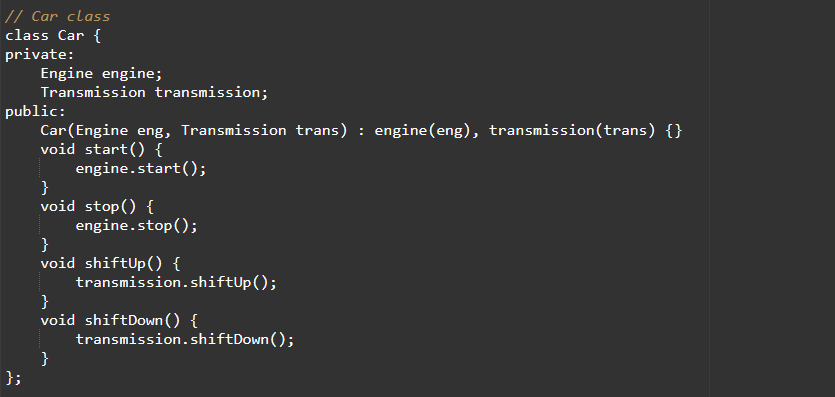 // Car class
class Car {
private:
    Engine engine;
    Transmission transmission;
public:
    Car(Engine eng, Transmission trans) : engine(eng), transmission(trans) {}
    void start() {
        engine.start();
    }
    void stop() {
        engine.stop();
    }
    void shiftUp() {
        transmission.shiftUp();
    }
    void shiftDown() {
        transmission.shiftDown();
    }
};